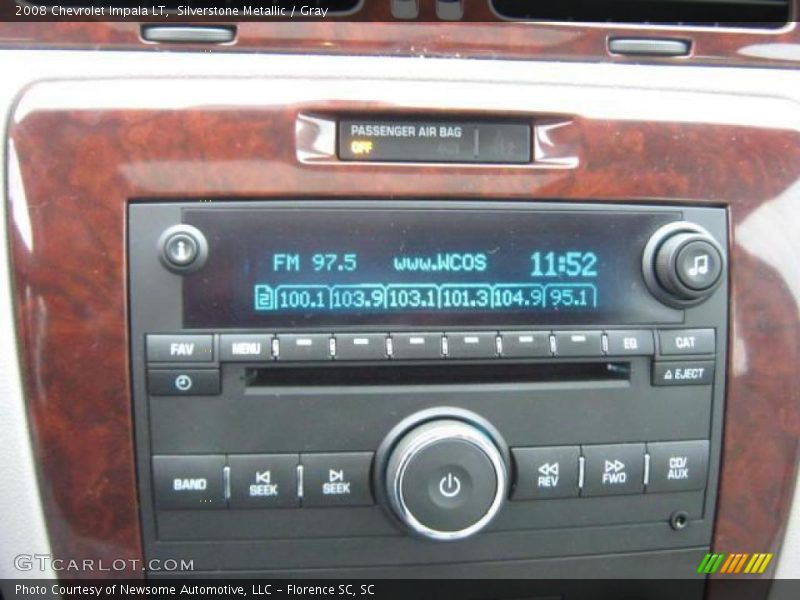 2008 Chevrolet Impala LT,  Silverstone Metallic / Gray
PASSENGER AIR BAG
OFF
FM 97.5 www.WCOS 11:52
2 100.1 103.9 103.1 101.3 104.9 95.1
FAV MENU EQ CAT
EJECT
BAND SEEK SEEK REV FWD CD/AUX
GTCARLOT.COM
Photo Courtesy of Newsome Automotive, LLC - Florence SC, SC